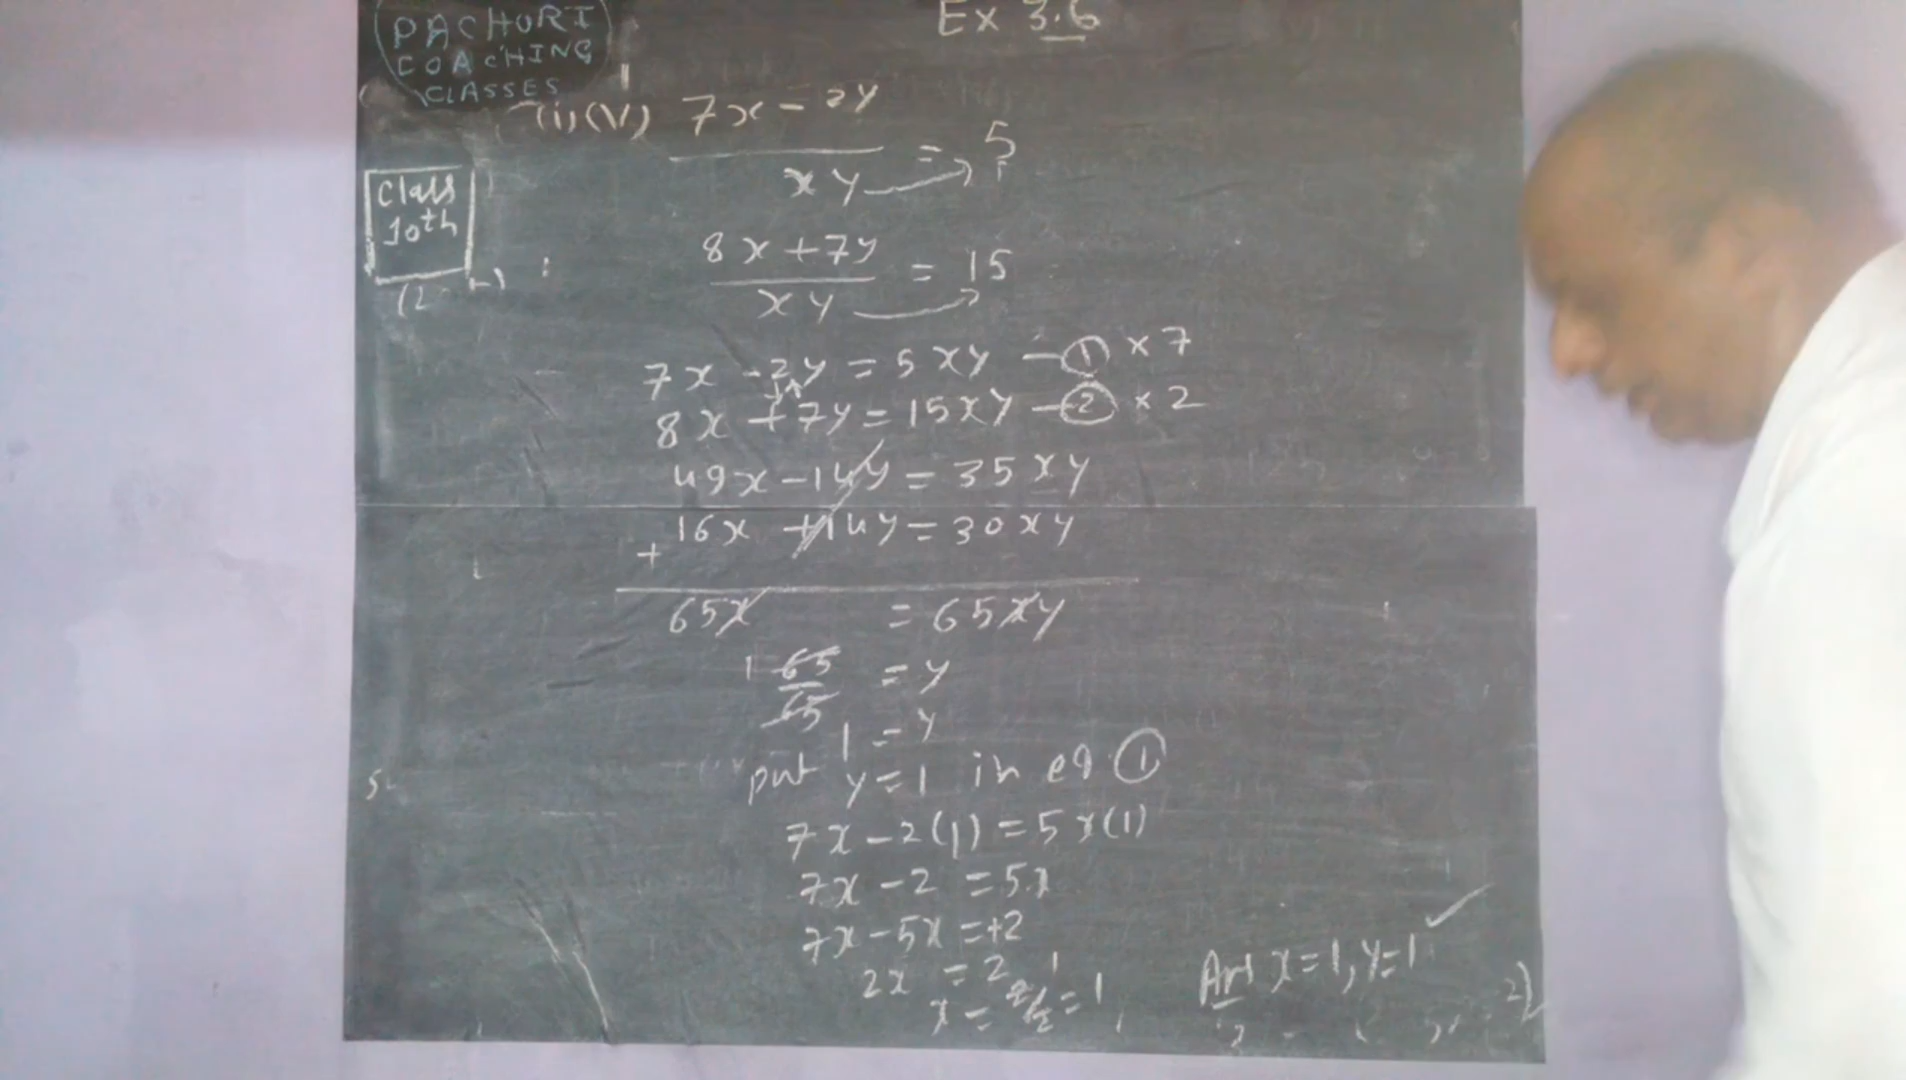 PACHORI
COACHING
CLASSES
Ex 3.6
Class
10th
(i)(V) 7x - 2y
xy = 5
8x + 7y
xy = 15
7x - 2y = 5xy - ① × 7
8x + 7y = 15xy - ② × 2
49x - 14y = 35xy
+ 16x + 14y = 30xy
65x = 65xy
1 65
65 = y
1 = y
put y = 1 in eq ①
7x - 2(1) = 5x(1)
7x - 2 = 5x
7x - 5x = +2
2x = 2
x = 2/2 = 1
Ans x = 1, y = 1 ✓